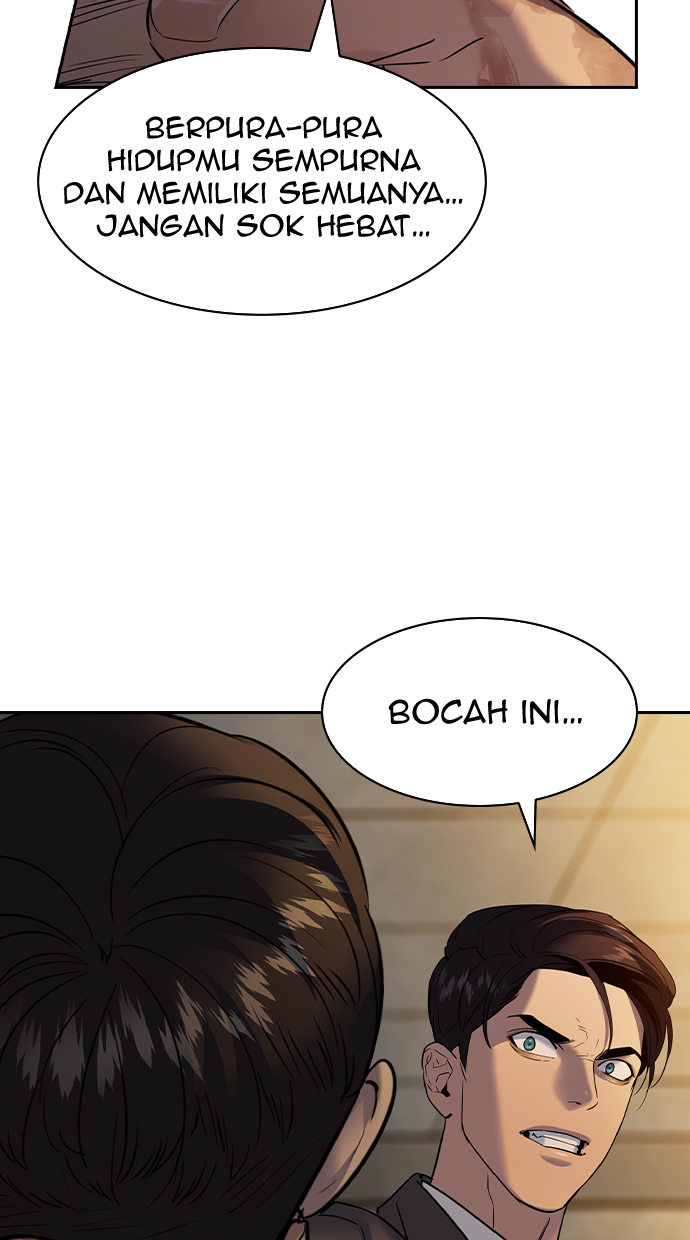 BERPURA-PURA
HIDUPMU SEMPURNA
DAN MEMILIKI SEMUANYA...
JANGAN SOK HEBAT...
BOCAH INI...